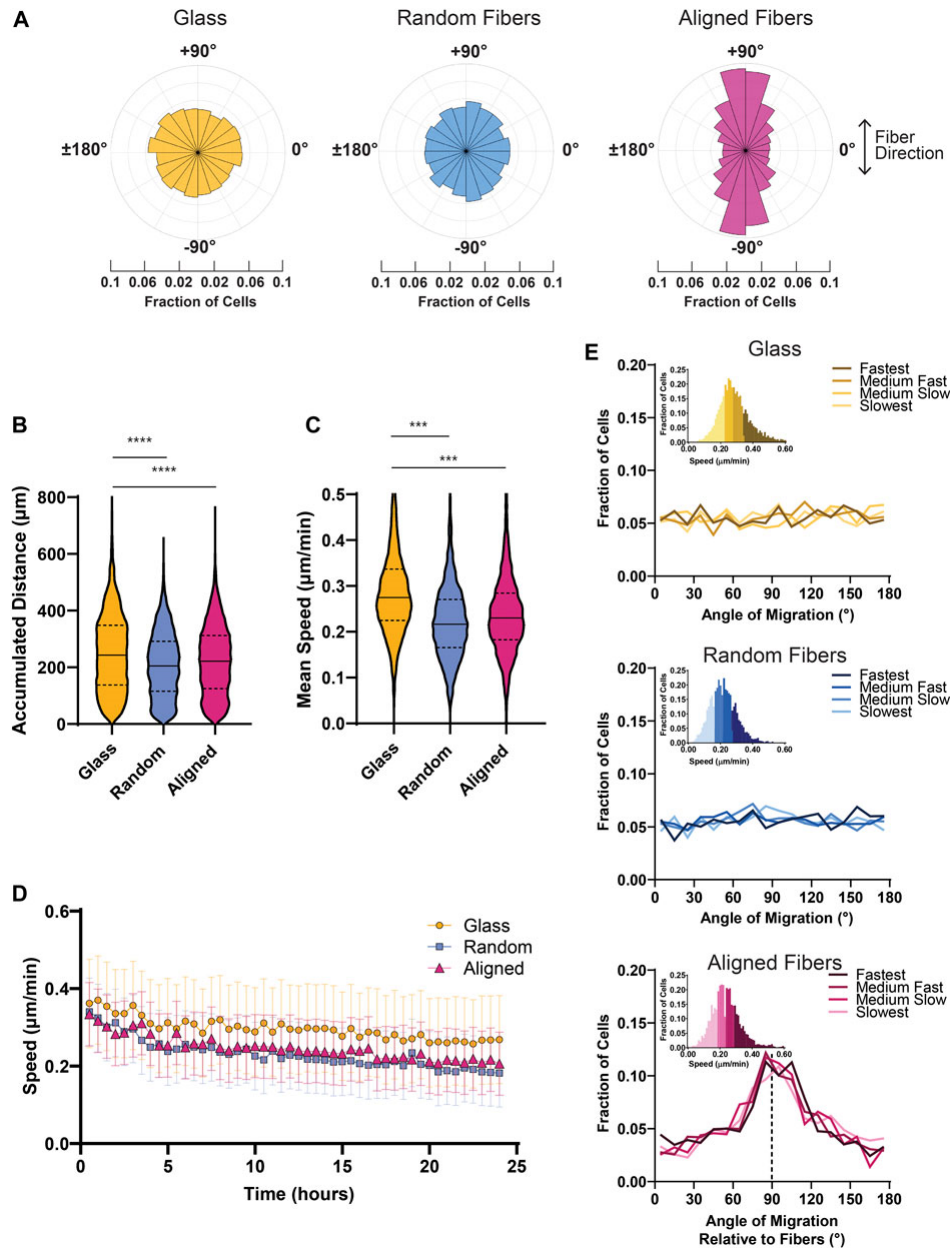 A
Glass
Random Fibers
Aligned Fibers
+90°
+90°
+90°
±180°
0°
±180°
0°
±180°
0°
Fiber
Direction
-90°
-90°
-90°
0.1 0.06 0.02 0.02 0.06 0.1
0.1 0.06 0.02 0.02 0.06 0.1
0.1 0.06 0.02 0.02 0.06 0.1
Fraction of Cells
Fraction of Cells
Fraction of Cells
B
****
****
Accumulated Distance (µm)
800
600
400
200
0
Glass
Random
Aligned
C
***
***
Mean Speed (µm/min)
0.5
0.4
0.3
0.2
0.1
0.0
Glass
Random
Aligned
D
Speed (µm/min)
0.6
0.4
0.2
0.0
Glass
Random
Aligned
0 5 10 15 20 25
Time (hours)
E
Glass
Fraction of Cells
0.20
0.15
0.10
0.05
0.00
Fraction of Cells
0.25
0.20
0.15
0.10
0.05
0.00
0.20 0.40 0.60
Speed (µm/min)
Fastest
Medium Fast
Medium Slow
Slowest
0 30 60 90 120 150 180
Angle of Migration (°)
Random Fibers
Fraction of Cells
0.20
0.15
0.10
0.05
0.00
Fraction of Cells
0.25
0.20
0.15
0.10
0.05
0.00
0.20 0.40 0.60
Speed (µm/min)
Fastest
Medium Fast
Medium Slow
Slowest
0 30 60 90 120 150 180
Angle of Migration (°)
Aligned Fibers
Fraction of Cells
0.20
0.15
0.10
0.05
0.00
Fraction of Cells
0.25
0.20
0.15
0.10
0.05
0.00
0.20 0.40 0.60
Speed (µm/min)
Fastest
Medium Fast
Medium Slow
Slowest
0 30 60 90 120 150 180
Angle of Migration
Relative to Fibers (°)